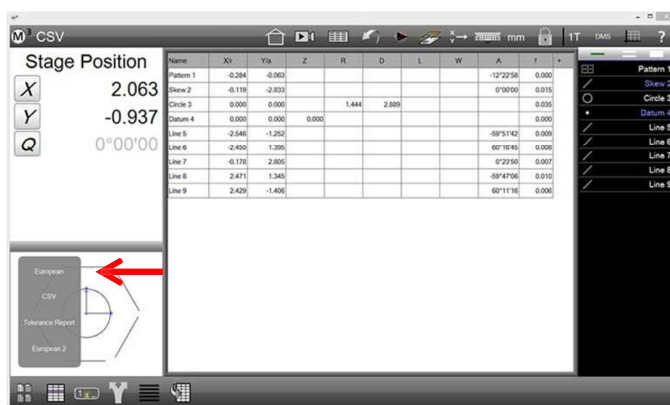 M³ CSV
mm 1T DMS ?
Stage Position
X 2.063
Y -0.937
Q 0°00'00
Name X/r Y/a Z R D L W A f +
Pattern 1 -0.284 -0.063 -12°22'58 0.000
Skew 2 -0.119 -2.833 0°00'00 0.015
Circle 3 0.000 0.000 1.444 2.889 0.035
Datum 4 0.000 0.000 0.000 0.000
Line 5 -2.546 -1.252 -59°51'42 0.009
Line 6 -2.450 1.395 60°16'45 0.008
Line 7 -0.178 2.805 0°23'50 0.007
Line 8 2.471 1.345 -59°47'06 0.010
Line 9 2.429 -1.406 60°11'16 0.006
Pattern 1
Skew 2
Circle 3
Datum 4
Line 5
Line 6
Line 7
Line 8
Line 9
European
CSV
Tolerance Report
European 2